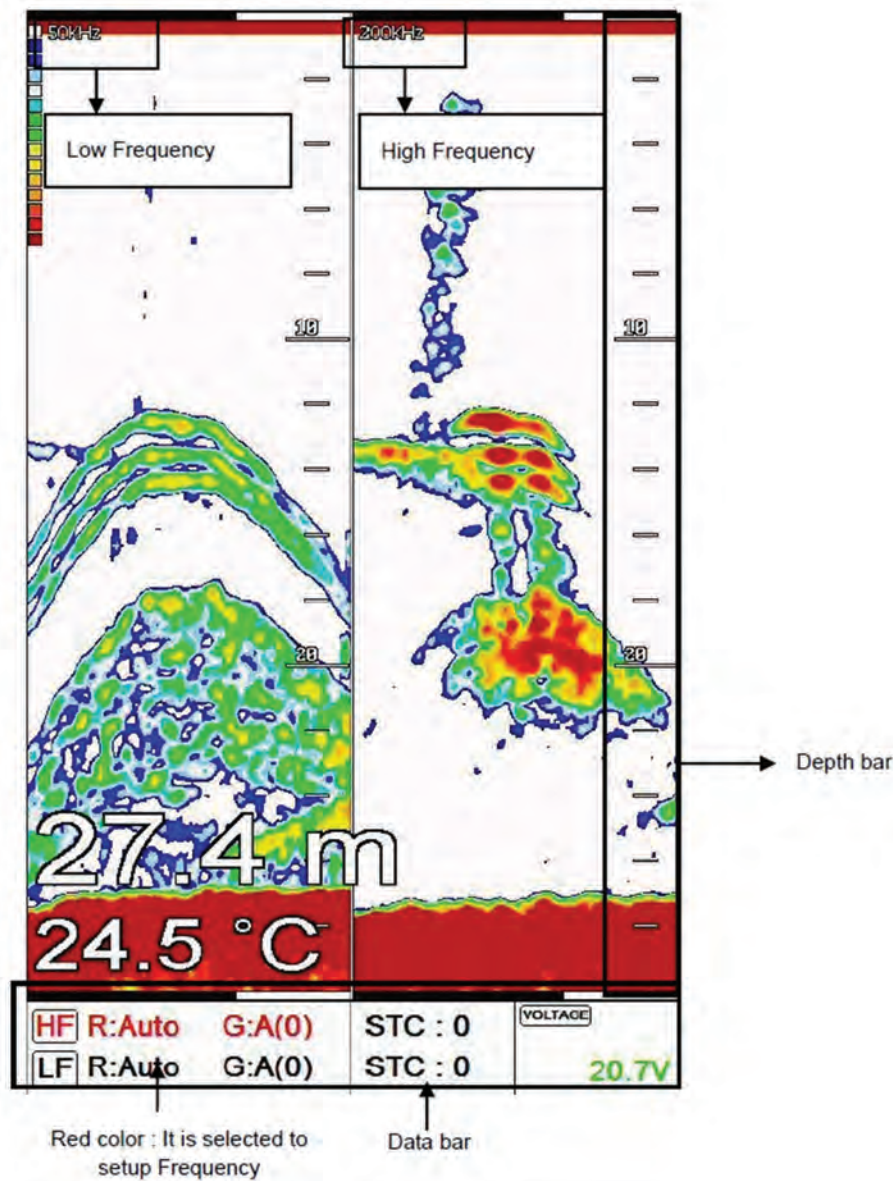 50kHz
200kHz
Low Frequency
High Frequency
10
10
20
20
Depth bar
27.4 m
24.5 °C
HF R:Auto G:A(0) STC : 0 VOLTAGE
LF R:Auto G:A(0) STC : 0 20.7V
Red color : It is selected to
setup Frequency
Data bar